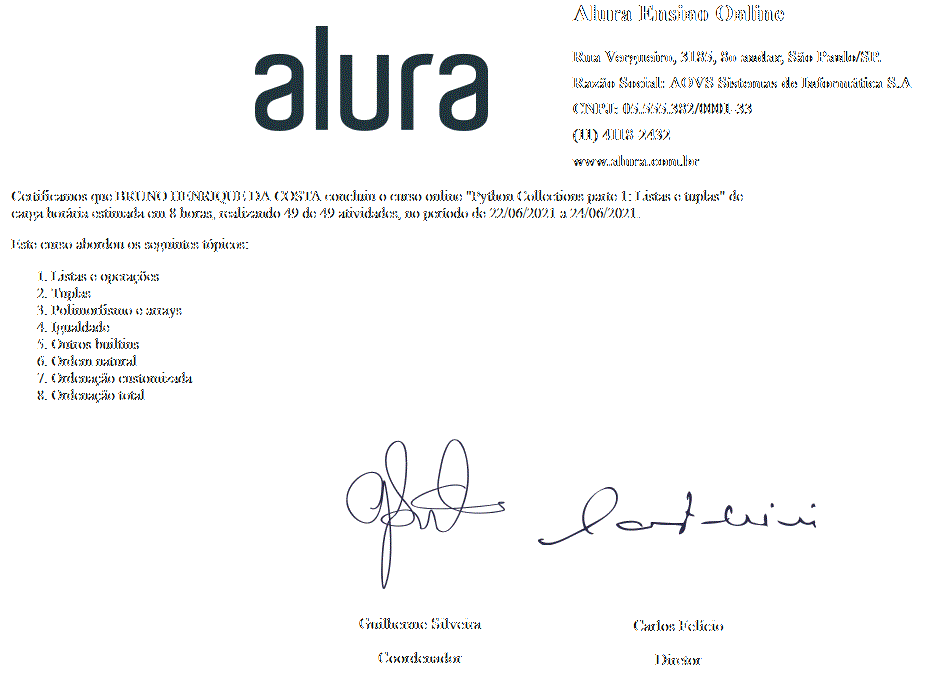 alura
Alura Ensino Online
Rua Vergueiro, 3185, 8o andar, São Paulo/SP.
Razão Social: AOVS Sistemas de Informática S.A
CNPJ: 05.555.382/0001-33
(11) 4118-2432
www.alura.com.br
Certificamos que BRUNO HENRIQUE DA COSTA concluiu o curso online "Python Collections parte 1: Listas e tuplas" de
carga horária estimada em 8 horas, realizando 49 de 49 atividades, no período de 22/06/2021 a 24/06/2021.
Este curso abordou os seguintes tópicos:
1. Listas e operações
2. Tuplas
3. Polimorfismo e arrays
4. Igualdade
5. Outros builtins
6. Ordem natural
7. Ordenação customizada
8. Ordenação total
Guilherme Silveira
Carlos Felício
Coordenador
Diretor